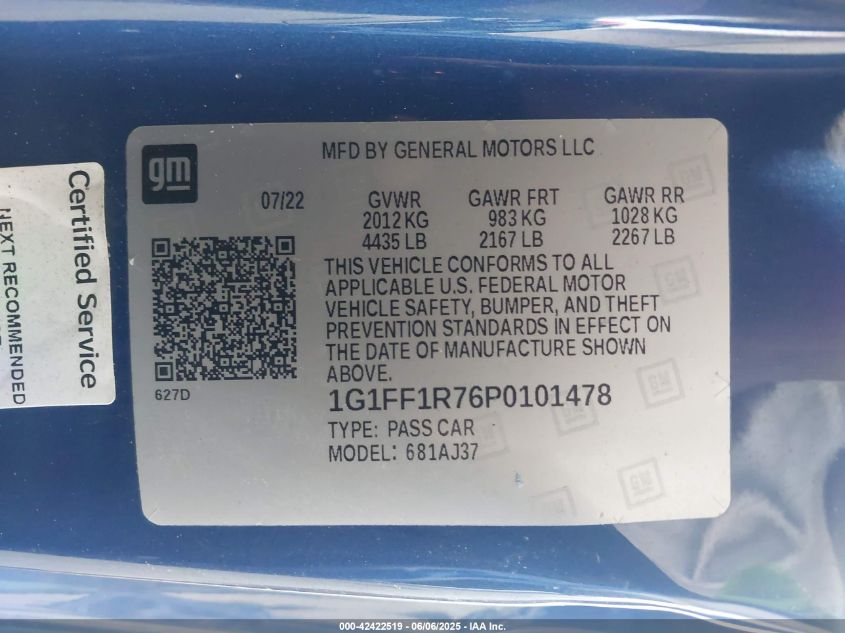 gm
MFD BY GENERAL MOTORS LLC
07/22
GVWR GAWR FRT GAWR RR
2012 KG 983 KG 1028 KG
4435 LB 2167 LB 2267 LB
THIS VEHICLE CONFORMS TO ALL
APPLICABLE U.S. FEDERAL MOTOR
VEHICLE SAFETY, BUMPER, AND THEFT
PREVENTION STANDARDS IN EFFECT ON
THE DATE OF MANUFACTURE SHOWN
ABOVE.
627D
1G1FF1R76P0101478
TYPE: PASS CAR
MODEL: 681AJ37
Certified Service
NEXT RECOMMENDED
000-42422519 - 06/06/2025 - IAA Inc.